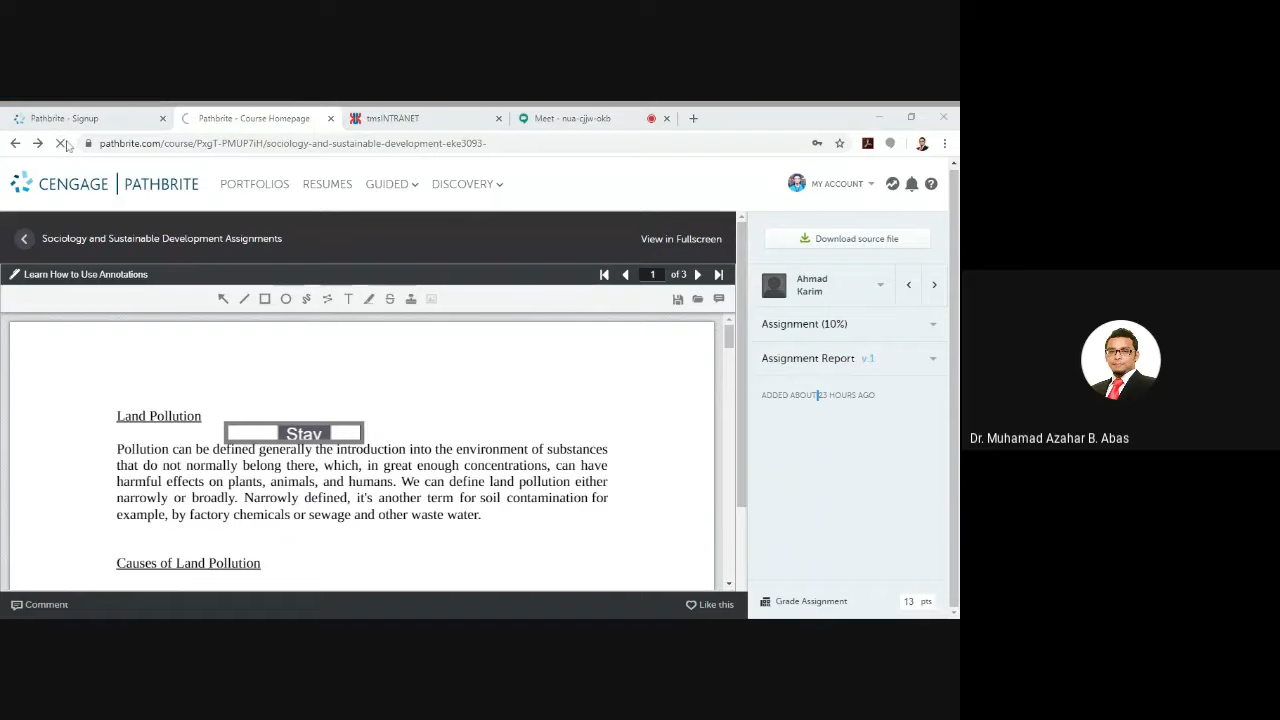 Pathbrite - Signup
Pathbrite - Course Homepage
tmsINTRANET
Meet - nua-cjjw-okb
pathbrite.com/course/PxgT-PMUP7iH/sociology-and-sustainable-development-eke3093-
CENGAGE | PATHBRITE
PORTFOLIOS
RESUMES
GUIDED
DISCOVERY
MY ACCOUNT
Sociology and Sustainable Development Assignments
View in Fullscreen
Learn How to Use Annotations
1 of 3
T
Land Pollution
Stay
Pollution can be defined generally the introduction into the environment of substances
that do not normally belong there, which, in great enough concentrations, can have
harmful effects on plants, animals, and humans. We can define land pollution either
narrowly or broadly. Narrowly defined, it's another term for soil contamination for
example, by factory chemicals or sewage and other waste water.
Causes of Land Pollution
Comment
Like this
Download source file
Ahmad
Karim
Assignment (10%)
Assignment Report v.1
ADDED ABOUT 23 HOURS AGO
Grade Assignment
13 pts
Dr. Muhamad Azahar B. Abas